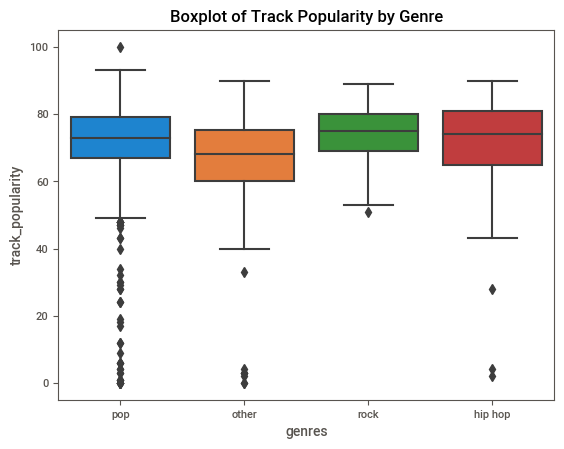 Boxplot of Track Popularity by Genre
100
80
60
40
20
0
track_popularity
pop
other
rock
hip hop
genres